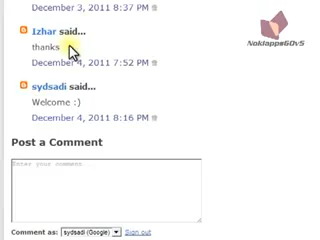 December 3, 2011 8:37 PM
Izhar said...
thanks
December 4, 2011 7:52 PM
sydsadi said...
Welcome :)
December 4, 2011 8:16 PM
Post a Comment
Enter your comment...
Comment as: sydsadi (Google) Sign out